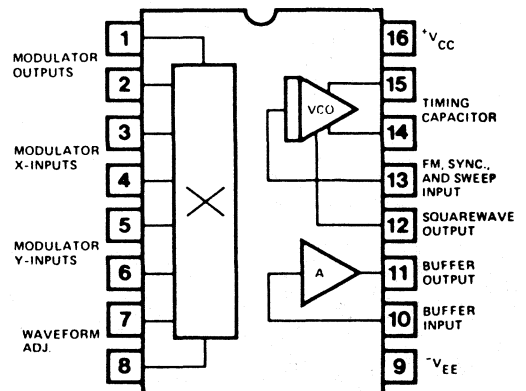 1
MODULATOR
OUTPUTS
2
3
MODULATOR
X-INPUTS
4
5
MODULATOR
Y-INPUTS
6
7
WAVEFORM
ADJ.
8
VCO
A
16
+VCC
15
TIMING
CAPACITOR
14
13
FM, SYNC.,
AND SWEEP
INPUT
12
SQUAREWAVE
OUTPUT
11
BUFFER
OUTPUT
10
BUFFER
INPUT
9
-VEE